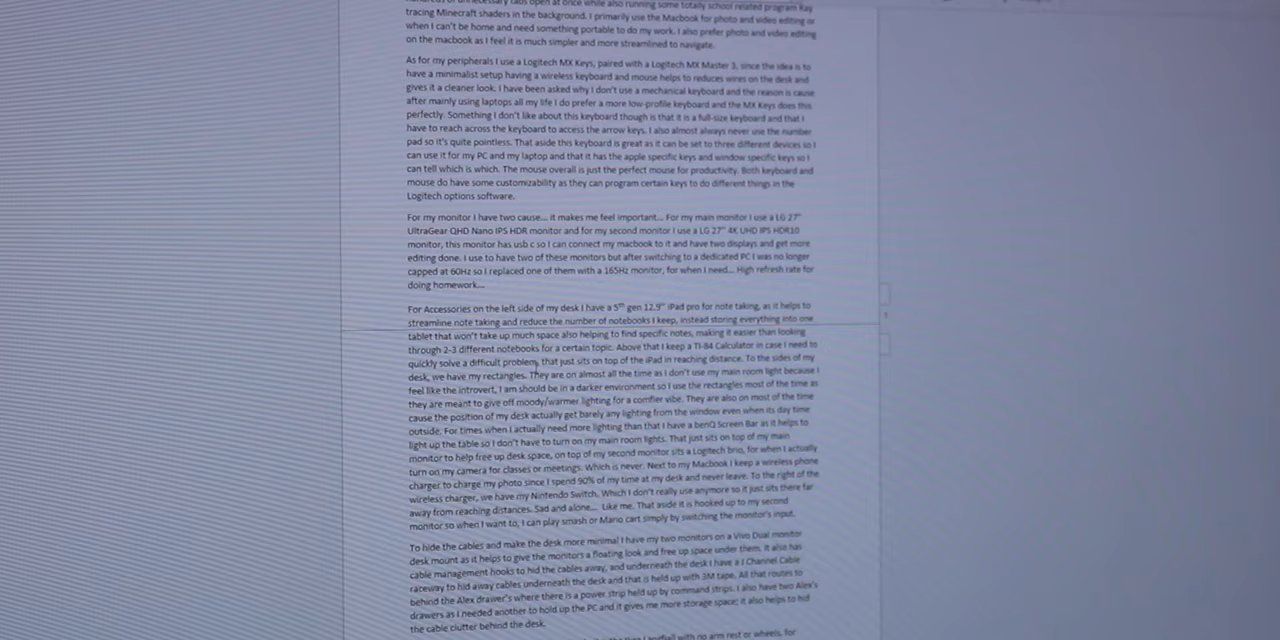 unnecessary tabs open at once while also running some totally school related program Ray
tracing Minecraft shaders in the background. I primarily use the Macbook for photo and video editing or
when I can't be home and need something portable to do my work. I also prefer photo and video editing
on the macbook as I feel it is much simpler and more streamlined to navigate.
As for my peripherals I use a Logitech MX Keys, paired with a Logitech MX Master 3, since the idea is to
have a minimalist setup having a wireless keyboard and mouse helps to reduces wires on the desk and
gives it a cleaner look. I have been asked why I don't use a mechanical keyboard and the reason is cause
after mainly using laptops all my life I do prefer a more low-profile keyboard and the MX Keys does this
perfectly. Something I don't like about this keyboard though is that it is a full-size keyboard and that I
have to reach across the keyboard to access the arrow keys. I also almost always never use the number
pad so it's quite pointless. That aside this keyboard is great as it can be set to three different devices so I
can use it for my PC and my laptop and that it has the apple specific keys and window specific keys so I
can tell which is which. The mouse overall is just the perfect mouse for productivity. Both keyboard and
mouse do have some customizability as they can program certain keys to do different things in the
Logitech options software.
For my monitor I have two cause... it makes me feel important... For my main monitor I use a LG 27"
UltraGear QHD Nano IPS HDR monitor and for my second monitor I use a LG 27" 4K UHD IPS HDR10
monitor, this monitor has usb c so I can connect my macbook to it and have two displays and get more
editing done. I use to have two of these monitors but after switching to a dedicated PC I was no longer
capped at 60Hz so I replaced one of them with a 165Hz monitor, for when I need... High refresh rate for
doing homework...
For Accessories on the left side of my desk I have a 5th gen 12.9" iPad pro for note taking, as it helps to
streamline note taking and reduce the number of notebooks I keep, instead storing everything into one
tablet that won't take up much space also helping to find specific notes, making it easier than looking
through 2-3 different notebooks for a certain topic. Above that I keep a TI-84 Calculator in case I need to
quickly solve a difficult problem, that just sits on top of the iPad in reaching distance. To the sides of my
desk, we have my rectangles. They are on almost all the time as I don't use my main room light because I
feel like the introvert, I am should be in a darker environment so I use the rectangles most of the time as
they are meant to give off moody/warmer lighting for a comfier vibe. They are also on most of the time
cause the position of my desk actually get barely any lighting from the window even when its day time
outside. For times when I actually need more lighting than that I have a benQ Screen Bar as it helps to
light up the table so I don't have to turn on my main room lights. That just sits on top of my main
monitor to help free up desk space, on top of my second monitor sits a Logitech brio, for when I actually
turn on my camera for classes or meetings. Which is never. Next to my Macbook I keep a wireless phone
charger to charge my photo since I spend 90% of my time at my desk and never leave. To the right of the
wireless charger, we have my Nintendo Switch. Which I don't really use anymore so it just sits there far
away from reaching distances. Sad and alone... Like me. That aside it is hooked up to my second
monitor so when I want to, I can play smash or Mario cart simply by switching the monitor's input.
To hide the cables and make the desk more minimal I have my two monitors on a Vivo Dual monitor
desk mount as it helps to give the monitors a floating look and free up space under them. It also has
cable management hooks to hid the cables away, and underneath the desk I have a J Channel Cable
raceway to hid away cables underneath the desk and that is held up with 3M tape. All that routes to
behind the Alex drawer's where there is a power strip held up by command strips. I also have two Alex's
drawers as I needed another to hold up the PC and it gives me more storage space; it also helps to hid
the cable clutter behind the desk.
with no arm rest or wheels, for